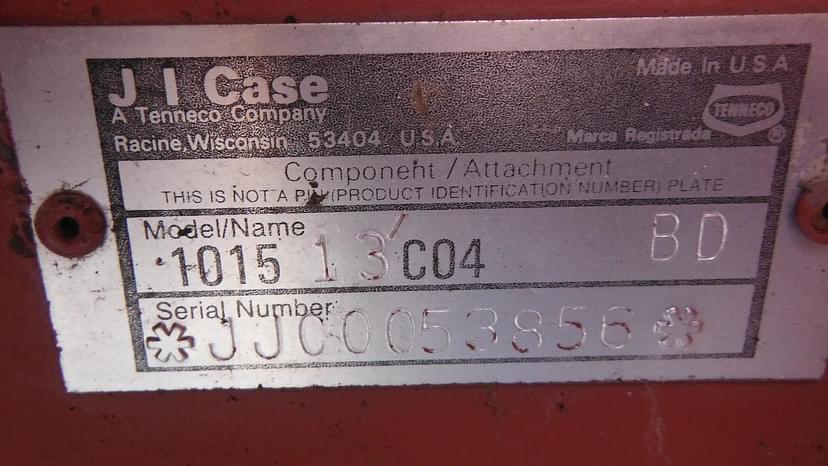 J I Case
A Tenneco Company
Racine, Wisconsin 53404 U.S.A.
Made In U.S.A
TENNECO
Marca Registrada ®
Component / Attachment
THIS IS NOT A PIN (PRODUCT IDENTIFICATION NUMBER) PLATE
Model/Name
1015 13' C04 BD
Serial Number
*JJC0053856*